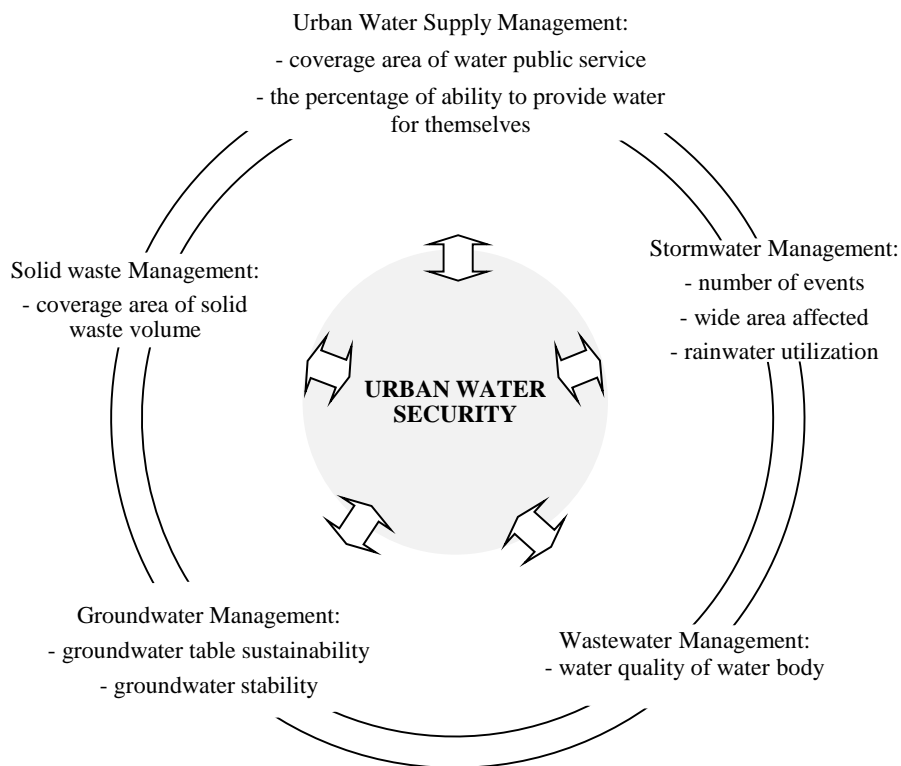 Urban Water Supply Management:
- coverage area of water public service
- the percentage of ability to provide water
for themselves
Solid waste Management:
- coverage area of solid
waste volume
Stormwater Management:
- number of events
- wide area affected
- rainwater utilization
URBAN WATER
SECURITY
Groundwater Management:
- groundwater table sustainability
- groundwater stability
Wastewater Management:
- water quality of water body